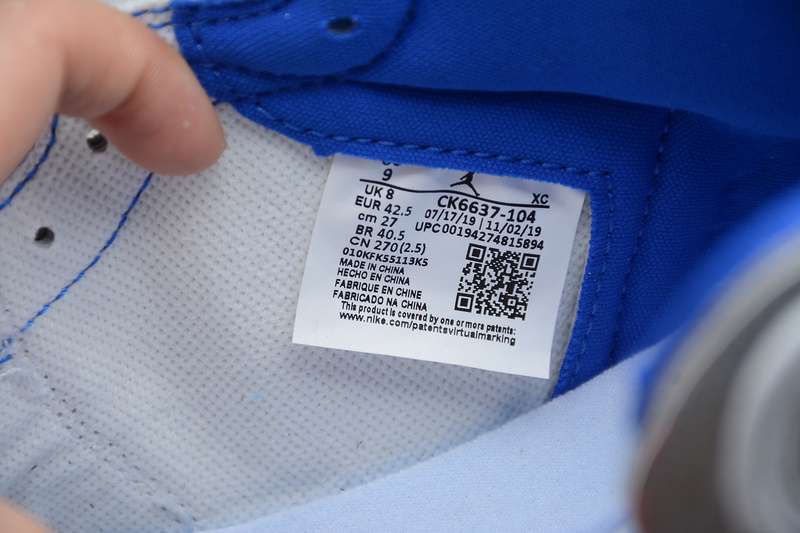 9 XC
UK 8 CK6637-104
EUR 42.5 07/17/19 | 11/02/19
cm 27 UPC00194274815894
BR 40.5
CN 270 (2.5)
010KFK55113K5
MADE IN CHINA
HECHO EN CHINA
FABRIQUE EN CHINE
FABRICADO NA CHINA
This product is covered by one or more patents:
www.nike.com/patentsvirtualmarking